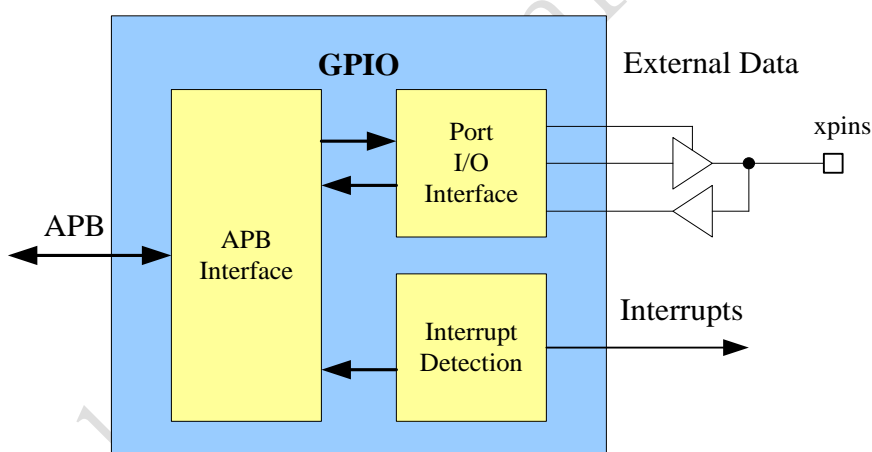 GPIO
External Data
Port
I/O
Interface
xpins
APB
APB
Interface
Interrupt
Detection
Interrupts